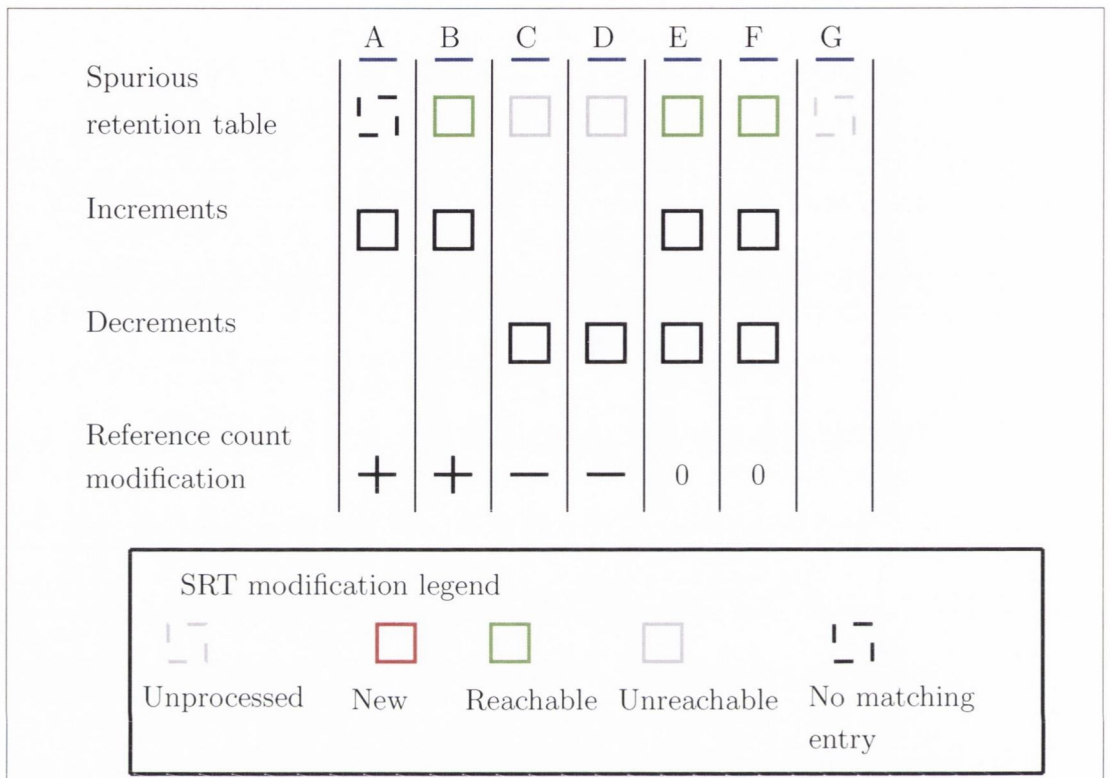 A B C D E F G
Spurious
retention table
Increments
Decrements
Reference count
modification
+ + − − 0 0
SRT modification legend
Unprocessed New Reachable Unreachable No matching
entry